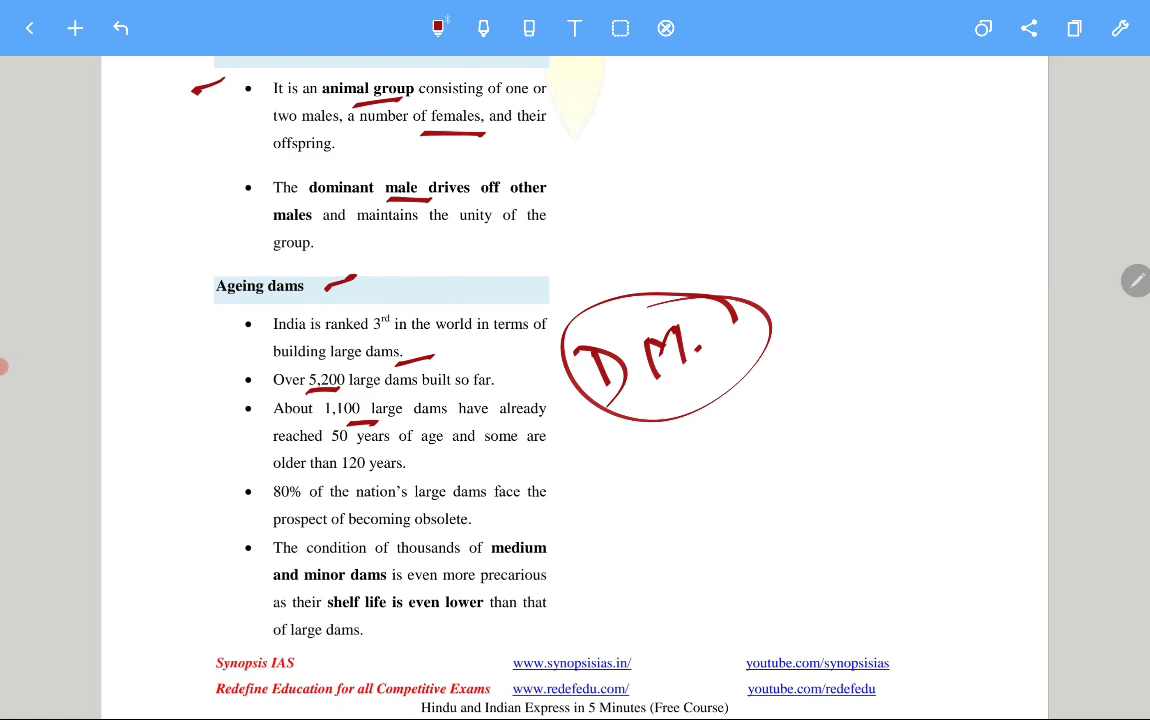 It is an animal group consisting of one or
two males, a number of females, and their
offspring.
The dominant male drives off other
males and maintains the unity of the
group.
Ageing dams
India is ranked 3rd in the world in terms of
building large dams.
Over 5,200 large dams built so far.
About 1,100 large dams have already
reached 50 years of age and some are
older than 120 years.
80% of the nation's large dams face the
prospect of becoming obsolete.
The condition of thousands of medium
and minor dams is even more precarious
as their shelf life is even lower than that
of large dams.
D M.
Synopsis IAS www.synopsisias.in/ youtube.com/synopsisias
Redefine Education for all Competitive Exams www.redefedu.com/ youtube.com/redefedu
Hindu and Indian Express in 5 Minutes (Free Course)